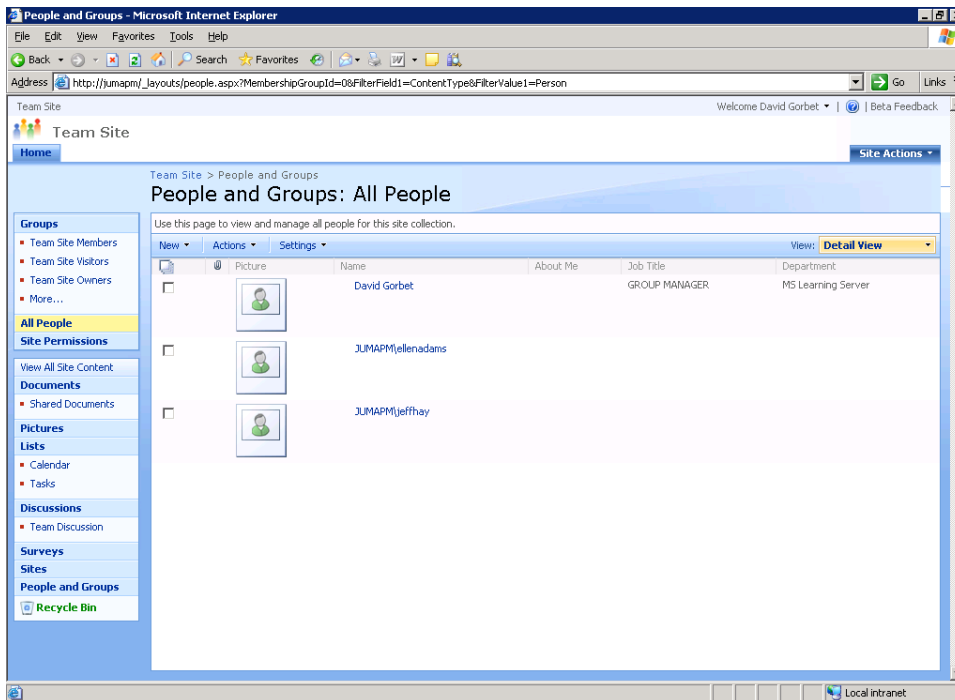 People and Groups - Microsoft Internet Explorer
File Edit View Favorites Tools Help
Back Search Favorites
Address http://jumapm/_layouts/people.aspx?MembershipGroupId=0&FilterField1=ContentType&FilterValue1=Person Go Links
Team Site Welcome David Gorbet | Beta Feedback
Team Site
Home Site Actions
Team Site > People and Groups
People and Groups: All People
Groups
Team Site Members
Team Site Visitors
Team Site Owners
More...
All People
Site Permissions
View All Site Content
Documents
Shared Documents
Pictures
Lists
Calendar
Tasks
Discussions
Team Discussion
Surveys
Sites
People and Groups
Recycle Bin
Use this page to view and manage all people for this site collection.
New Actions Settings View: Detail View
Picture Name About Me Job Title Department
David Gorbet GROUP MANAGER MS Learning Server
JUMAPM\ellenadams
JUMAPM\jeffhay
Local intranet